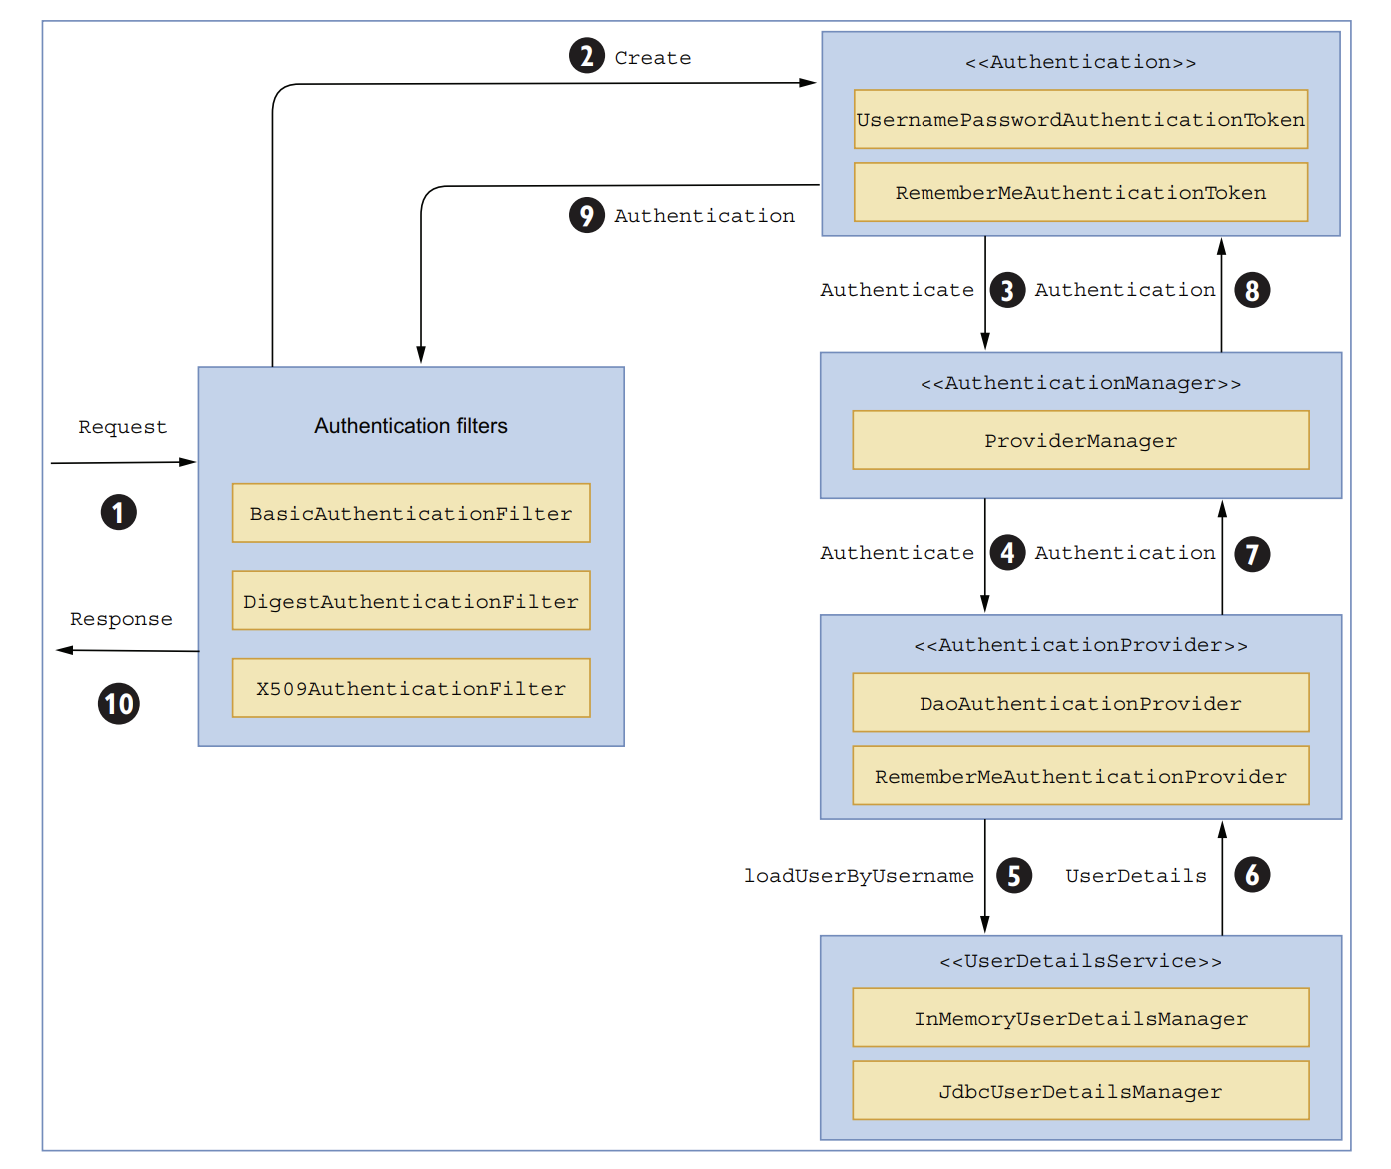 2 Create
<<Authentication>>
UsernamePasswordAuthenticationToken
RememberMeAuthenticationToken
9 Authentication
Authenticate 3 Authentication 8
<<AuthenticationManager>>
ProviderManager
Request
1
Authentication filters
BasicAuthenticationFilter
DigestAuthenticationFilter
X509AuthenticationFilter
Response
10
Authenticate 4 Authentication 7
<<AuthenticationProvider>>
DaoAuthenticationProvider
RememberMeAuthenticationProvider
loadUserByUsername 5 UserDetails 6
<<UserDetailsService>>
InMemoryUserDetailsManager
JdbcUserDetailsManager